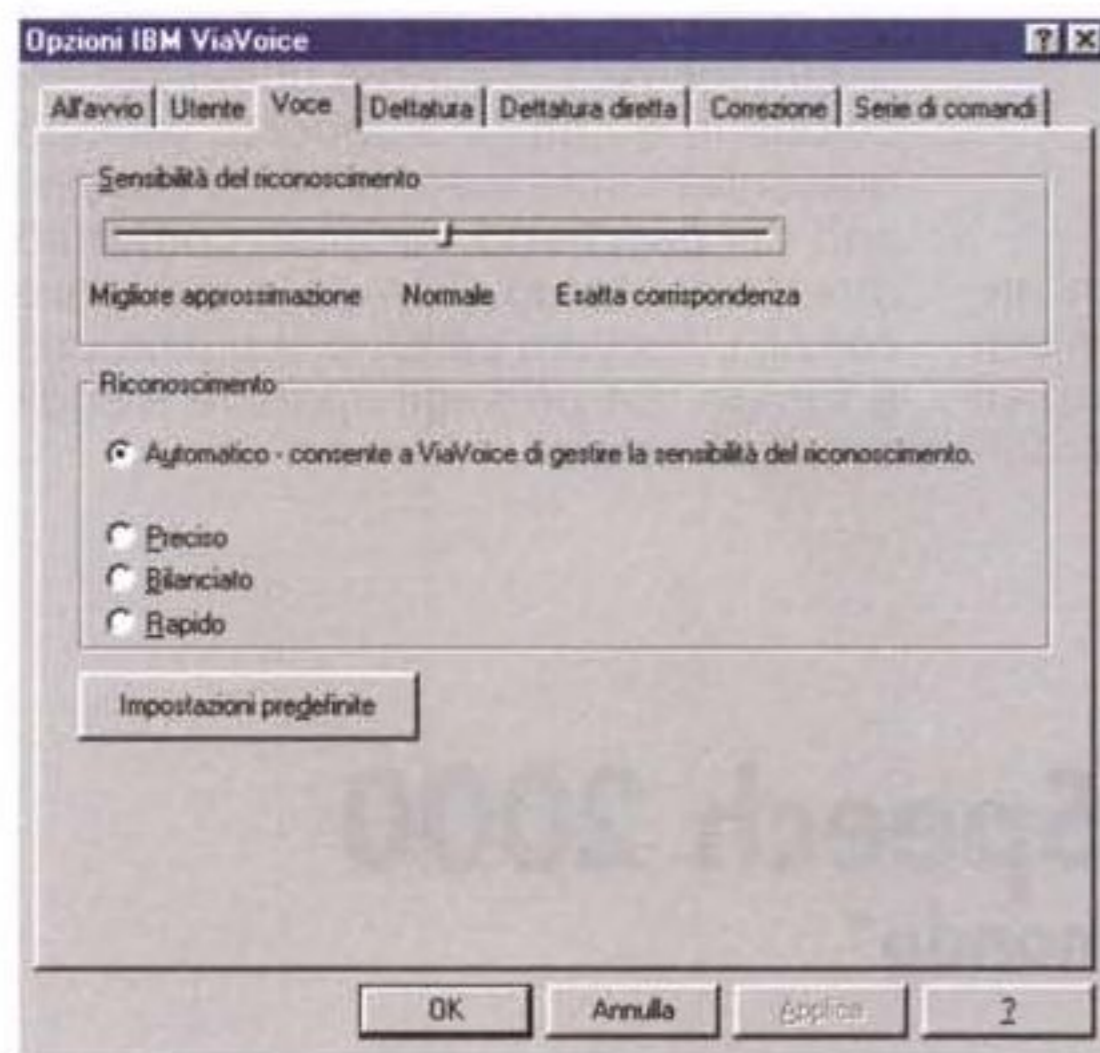 Opzioni IBM ViaVoice ? X
All'avvio Utente Voce Dettatura Dettatura diretta Correzione Serie di comandi
Sensibilità del riconoscimento
Migliore approssimazione Normale Esatta corrispondenza
Riconoscimento
Automatico - consente a ViaVoice di gestire la sensibilità del riconoscimento.
Preciso
Bilanciato
Rapido
Impostazioni predefinite
Speech 2000
OK Annulla Applica ?